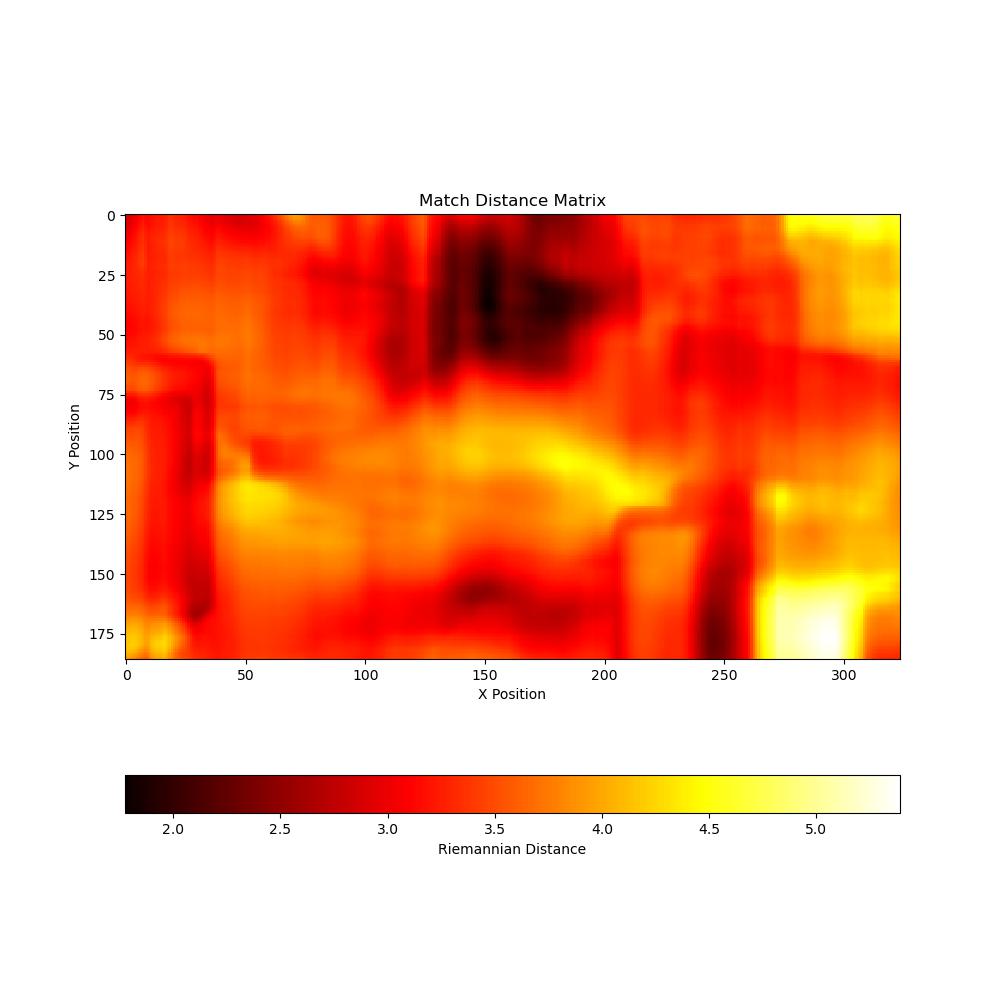 Match Distance Matrix
0
25
50
75
100
125
150
175
Y Position
0 50 100 150 200 250 300
X Position
2.0 2.5 3.0 3.5 4.0 4.5 5.0
Riemannian Distance